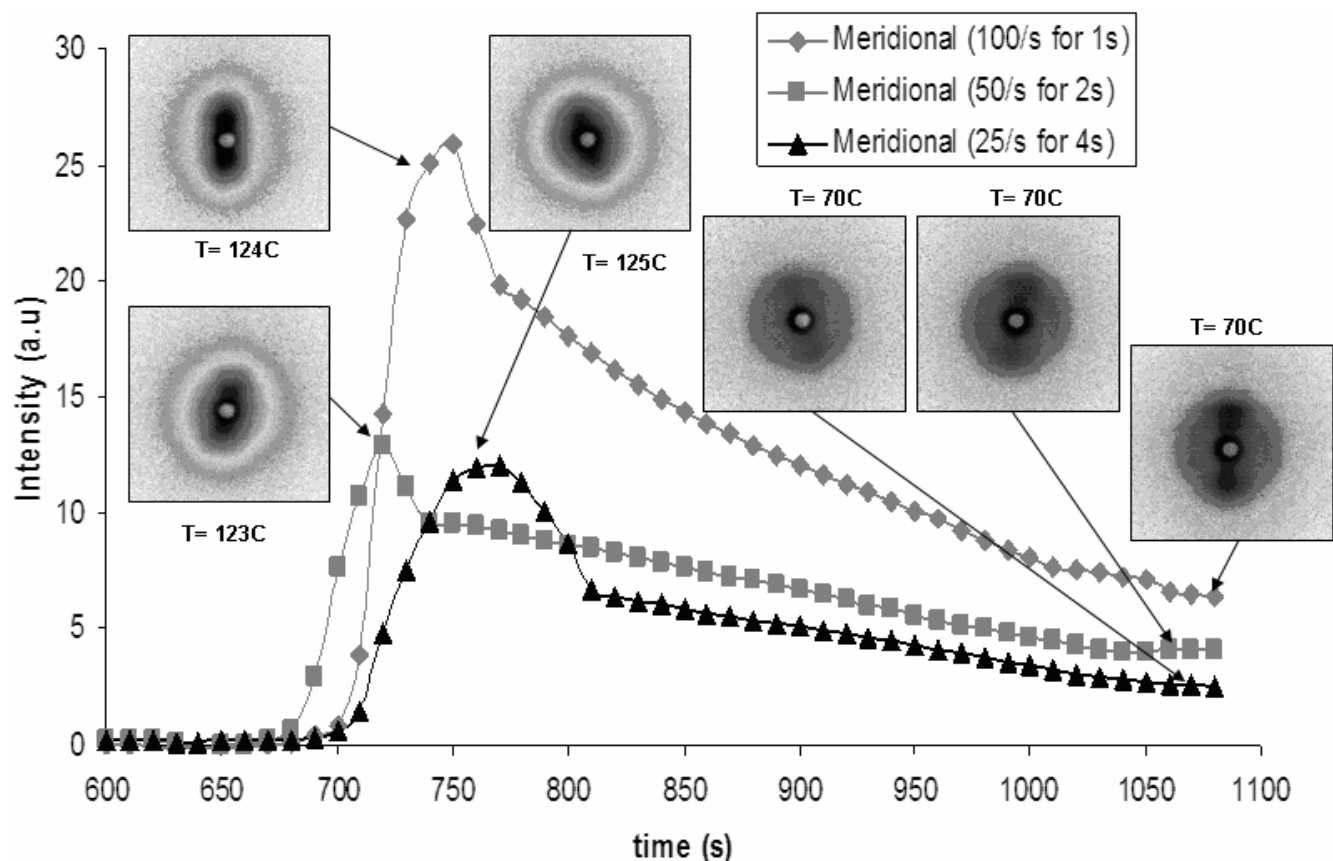 30
25
20
15
10
5
0
Intensity (a.u)
600 650 700 750 800 850 900 950 1000 1050 1100
time (s)
Meridional (100/s for 1s)
Meridional (50/s for 2s)
Meridional (25/s for 4s)
T= 124C
T= 125C
T= 123C
T= 70C
T= 70C
T= 70C